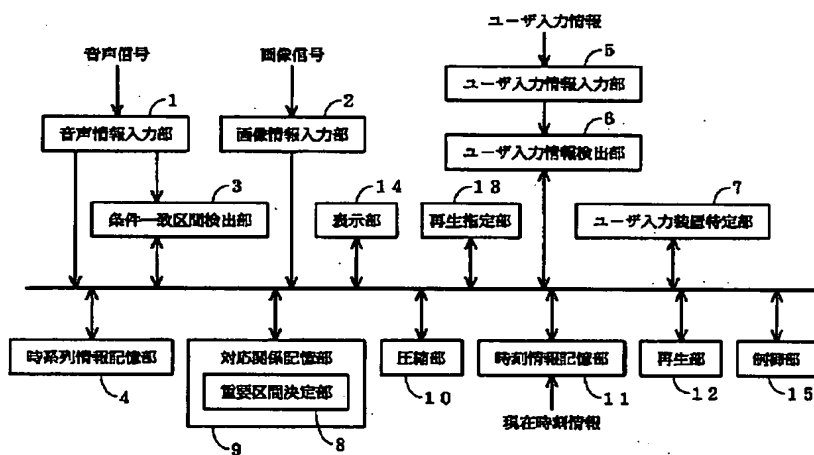 ユーザ入力情報
音声信号
画像信号
5
ユーザ入力情報入力部
1
2
6
音声情報入力部
画像情報入力部
ユーザ入力情報検出部
3
14
13
7
条件一致区間検出部
表示部
再生指定部
ユーザ入力装置特定部
時系列情報記憶部
対応関係記憶部
圧縮部
時刻情報記憶部
再生部
制御部
重要区間決定部
4
9
8
10
11
12
15
現在時刻情報